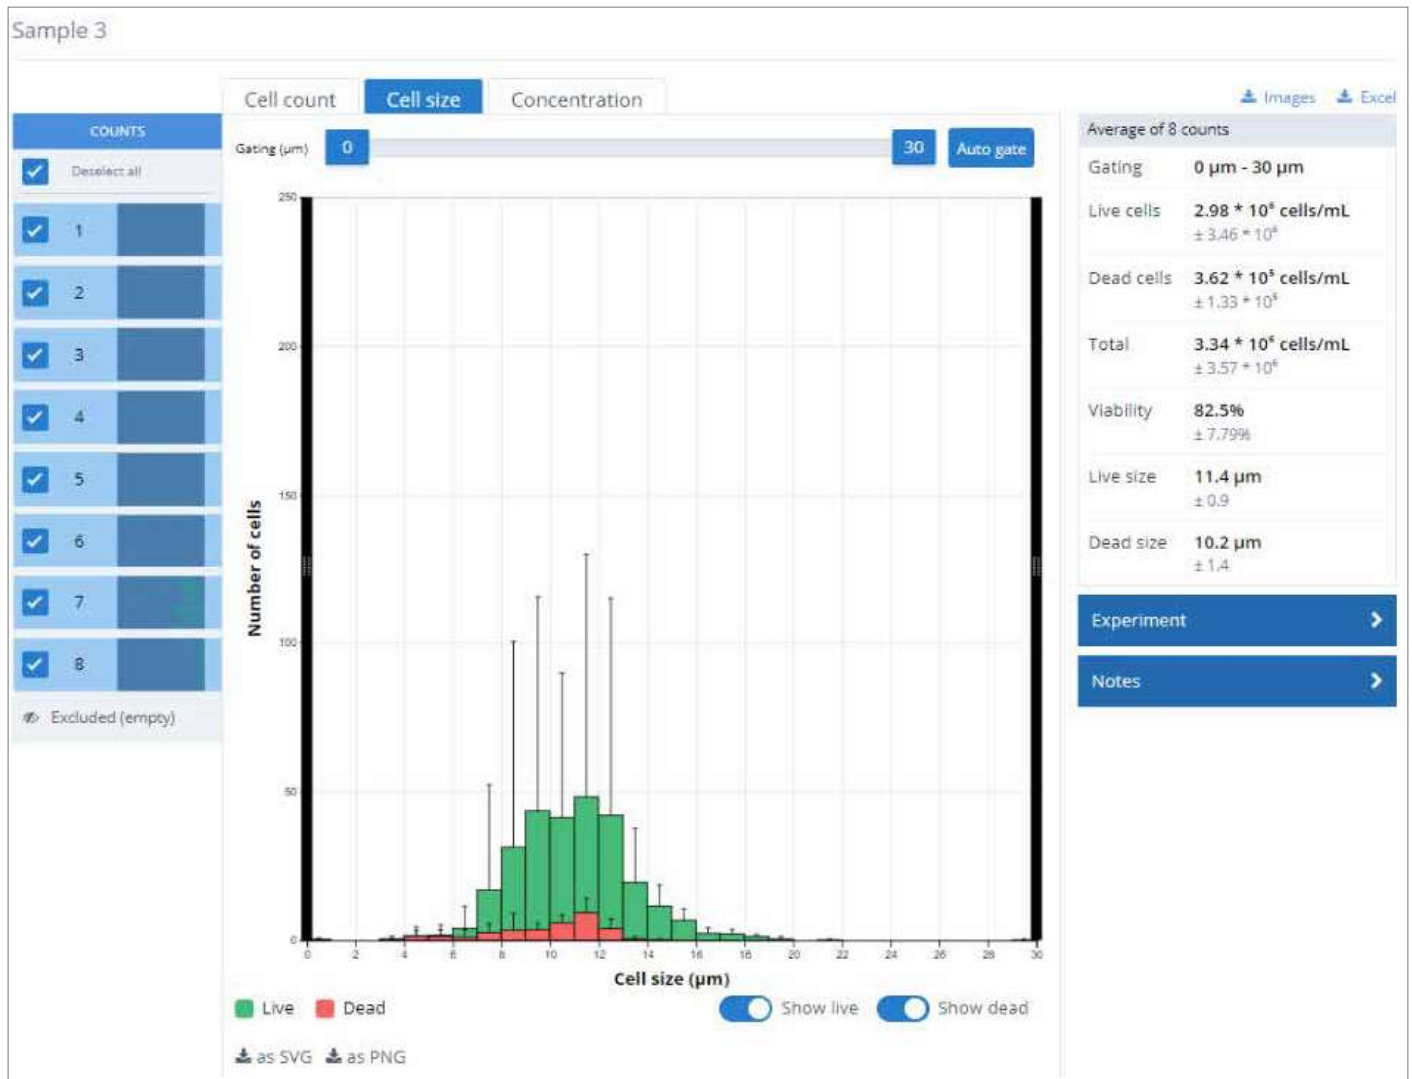 Sample 3
Cell count Cell size Concentration
Images Excel
COUNTS
Deselect all
1
2
3
4
5
6
7
8
Excluded (empty)
Gating (µm) 0 30 Auto gate
250
200
150
100
50
0
Number of cells
0 2 4 6 8 10 12 14 16 18 20 22 24 26 28 30
Cell size (µm)
Live Dead Show live Show dead
as SVG as PNG
Average of 8 counts
Gating 0 µm - 30 µm
Live cells 2.98 * 10⁶ cells/mL
± 3.46 * 10⁶
Dead cells 3.62 * 10⁵ cells/mL
± 1.33 * 10⁵
Total 3.34 * 10⁶ cells/mL
± 3.57 * 10⁶
Viability 82.5%
± 7.79%
Live size 11.4 µm
± 0.9
Dead size 10.2 µm
± 1.4
Experiment
Notes